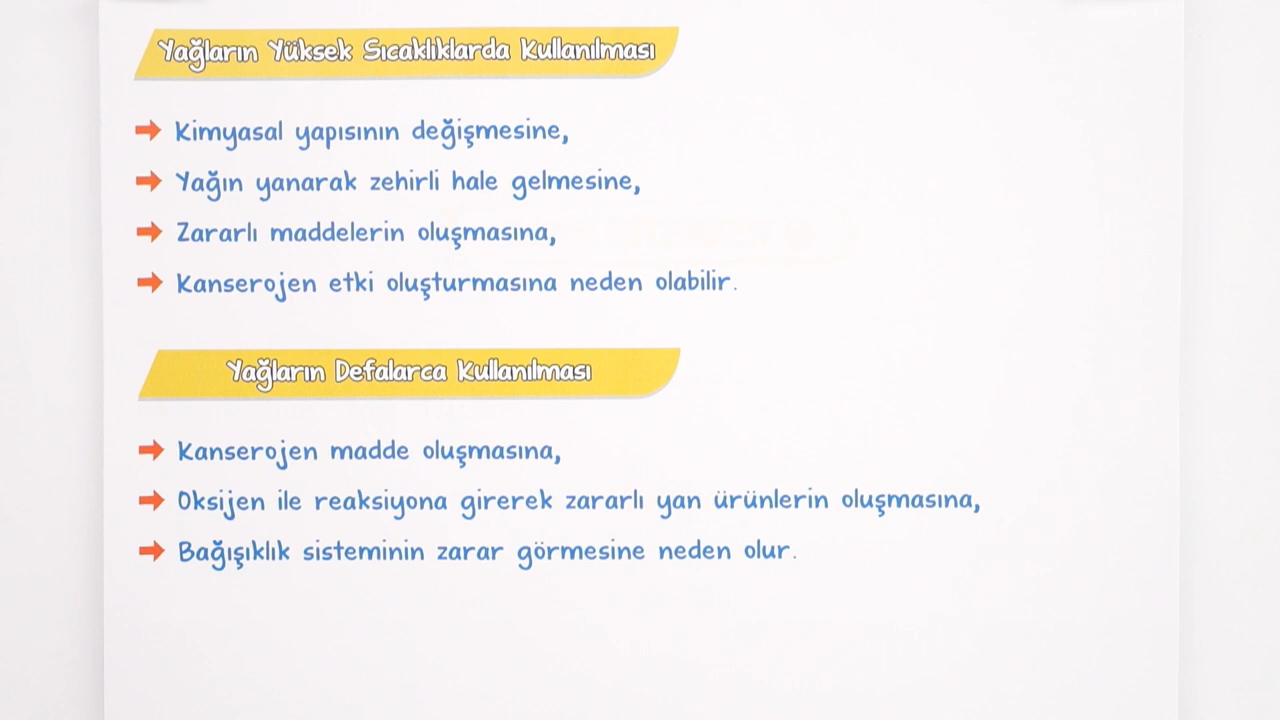 Yağların Yüksek Sıcaklıklarda Kullanılması
Kimyasal yapısının değişmesine,
Yağın yanarak zehirli hale gelmesine,
Zararlı maddelerin oluşmasına,
Kanserojen etki oluşturmasına neden olabilir.
Yağların Defalarca Kullanılması
Kanserojen madde oluşmasına,
Oksijen ile reaksiyona girerek zararlı yan ürünlerin oluşmasına,
Bağışıklık sisteminin zarar görmesine neden olur.